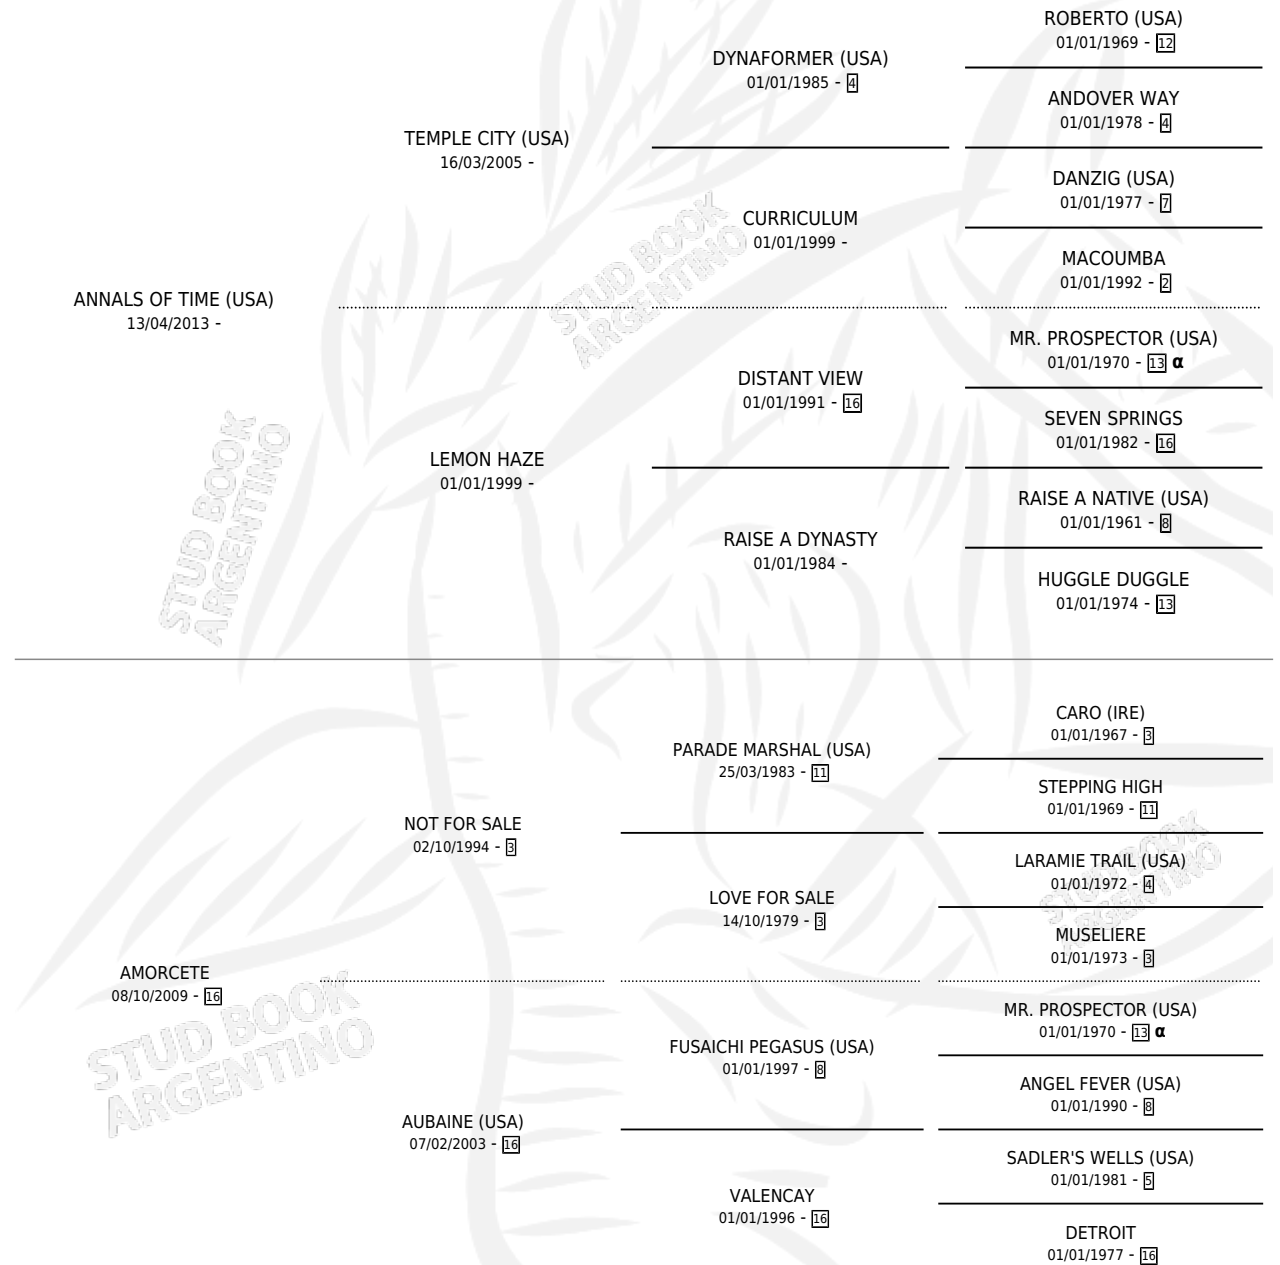 ROBERTO (USA)
01/01/1969 - 12
DYNAFORMER (USA)
01/01/1985 - 4
ANDOVER WAY
01/01/1978 - 4
TEMPLE CITY (USA)
16/03/2005 -
DANZIG (USA)
01/01/1977 - 7
CURRICULUM
01/01/1999 -
MACOUMBA
01/01/1992 - 2
STUD BOOK
ARGENTINO
ANNALS OF TIME (USA)
13/04/2013 -
MR. PROSPECTOR (USA)
01/01/1970 - 13 α
DISTANT VIEW
01/01/1991 - 16
SEVEN SPRINGS
01/01/1982 - 16
LEMON HAZE
01/01/1999 -
RAISE A NATIVE (USA)
01/01/1961 - 8
RAISE A DYNASTY
01/01/1984 -
HUGGLE DUGGLE
01/01/1974 - 13
STUD BOOK
ARGENTINO
CARO (IRE)
01/01/1967 - 3
PARADE MARSHAL (USA)
25/03/1983 - 11
STEPPING HIGH
01/01/1969 - 11
NOT FOR SALE
02/10/1994 - 3
LARAMIE TRAIL (USA)
01/01/1972 - 4
LOVE FOR SALE
14/10/1979 - 3
MUSELIERE
01/01/1973 - 3
STUD BOOK
ARGENTINO
AMORCETE
08/10/2009 - 16
MR. PROSPECTOR (USA)
01/01/1970 - 13 α
FUSAICHI PEGASUS (USA)
01/01/1997 - 8
ANGEL FEVER (USA)
01/01/1990 - 8
STUD BOOK
ARGENTINO
AUBAINE (USA)
07/02/2003 - 16
SADLER'S WELLS (USA)
01/01/1981 - 5
VALENCAY
01/01/1996 - 16
DETROIT
01/01/1977 - 16